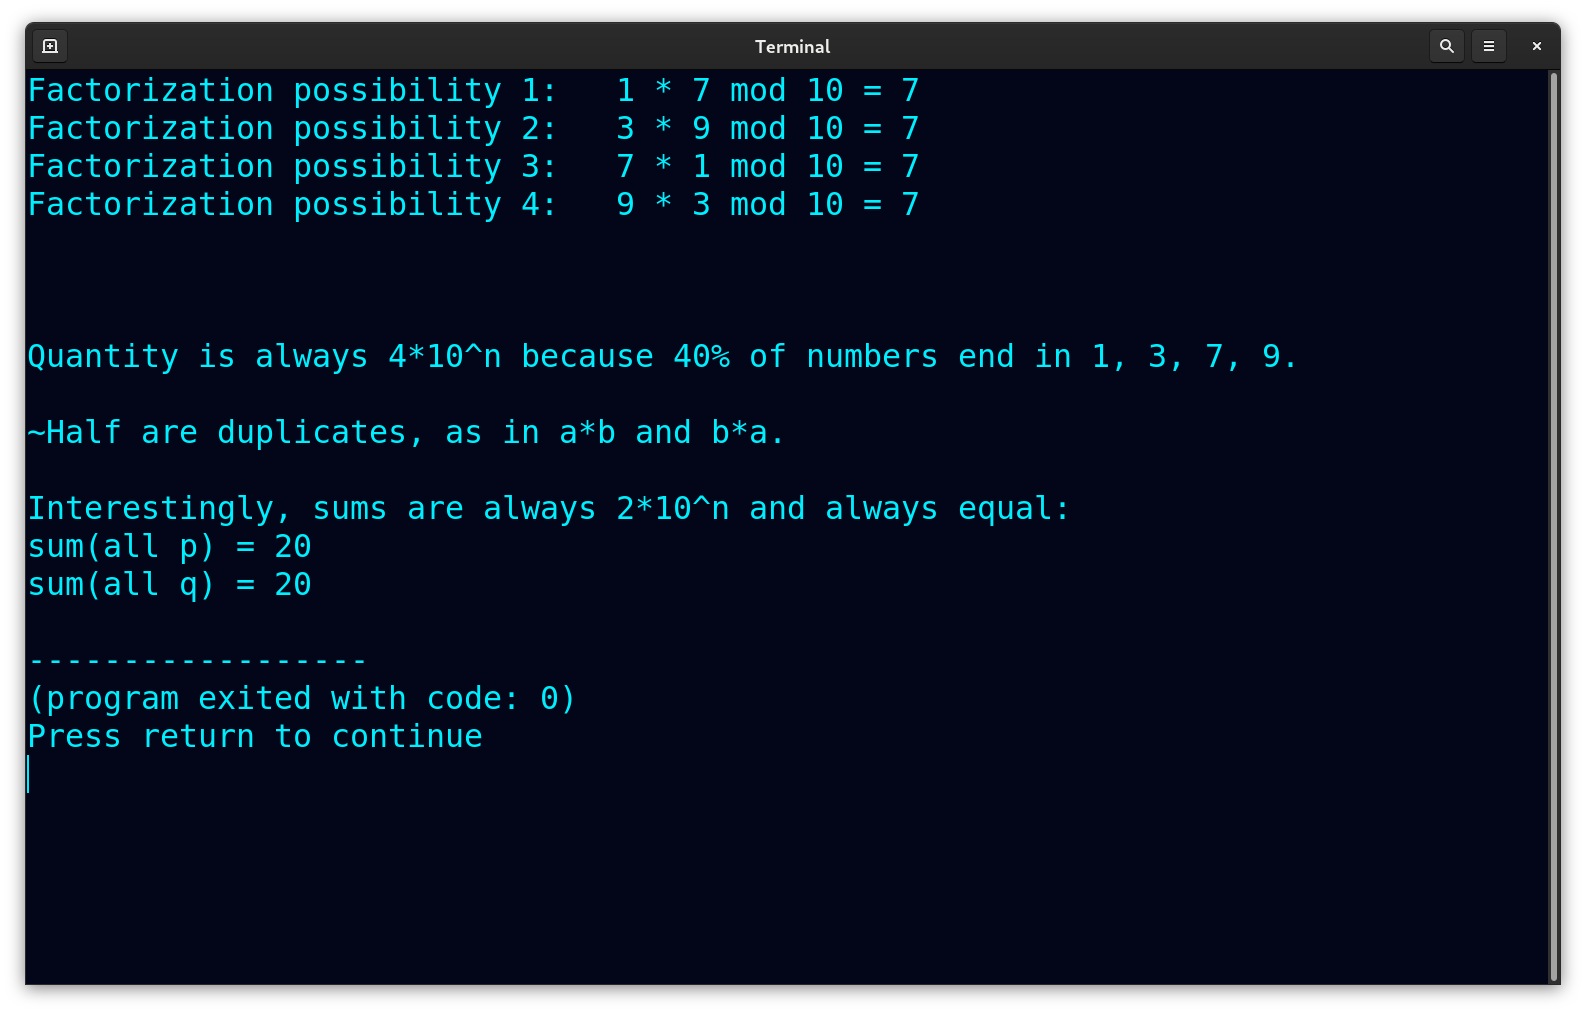 Terminal
Factorization possibility 1:   1 * 7 mod 10 = 7
Factorization possibility 2:   3 * 9 mod 10 = 7
Factorization possibility 3:   7 * 1 mod 10 = 7
Factorization possibility 4:   9 * 3 mod 10 = 7
Quantity is always 4*10^n because 40% of numbers end in 1, 3, 7, 9.
~Half are duplicates, as in a*b and b*a.
Interestingly, sums are always 2*10^n and always equal:
sum(all p) = 20
sum(all q) = 20
------------------
(program exited with code: 0)
Press return to continue